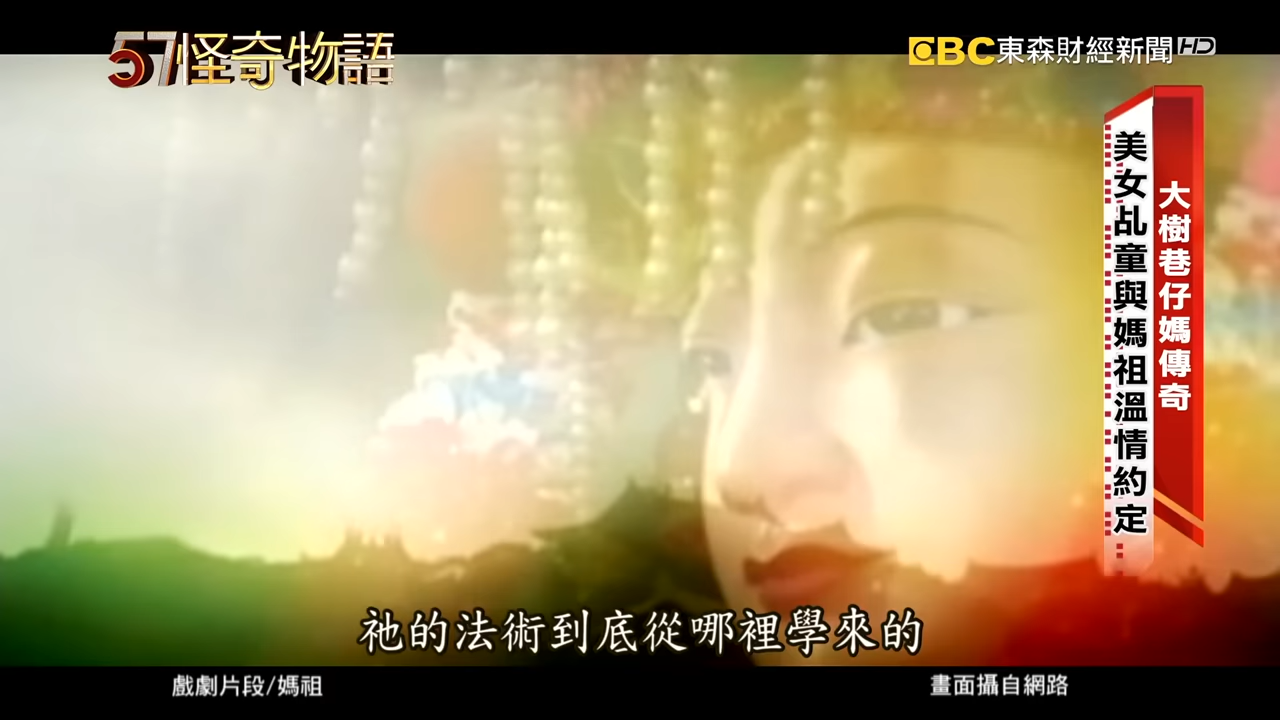 57怪奇物語
EBC東森財經新聞HD
大樹巷仔媽傳奇
美女乩童與媽祖溫情約定
祂的法術到底從哪裡學來的
戲劇片段/媽祖
畫面攝自網路